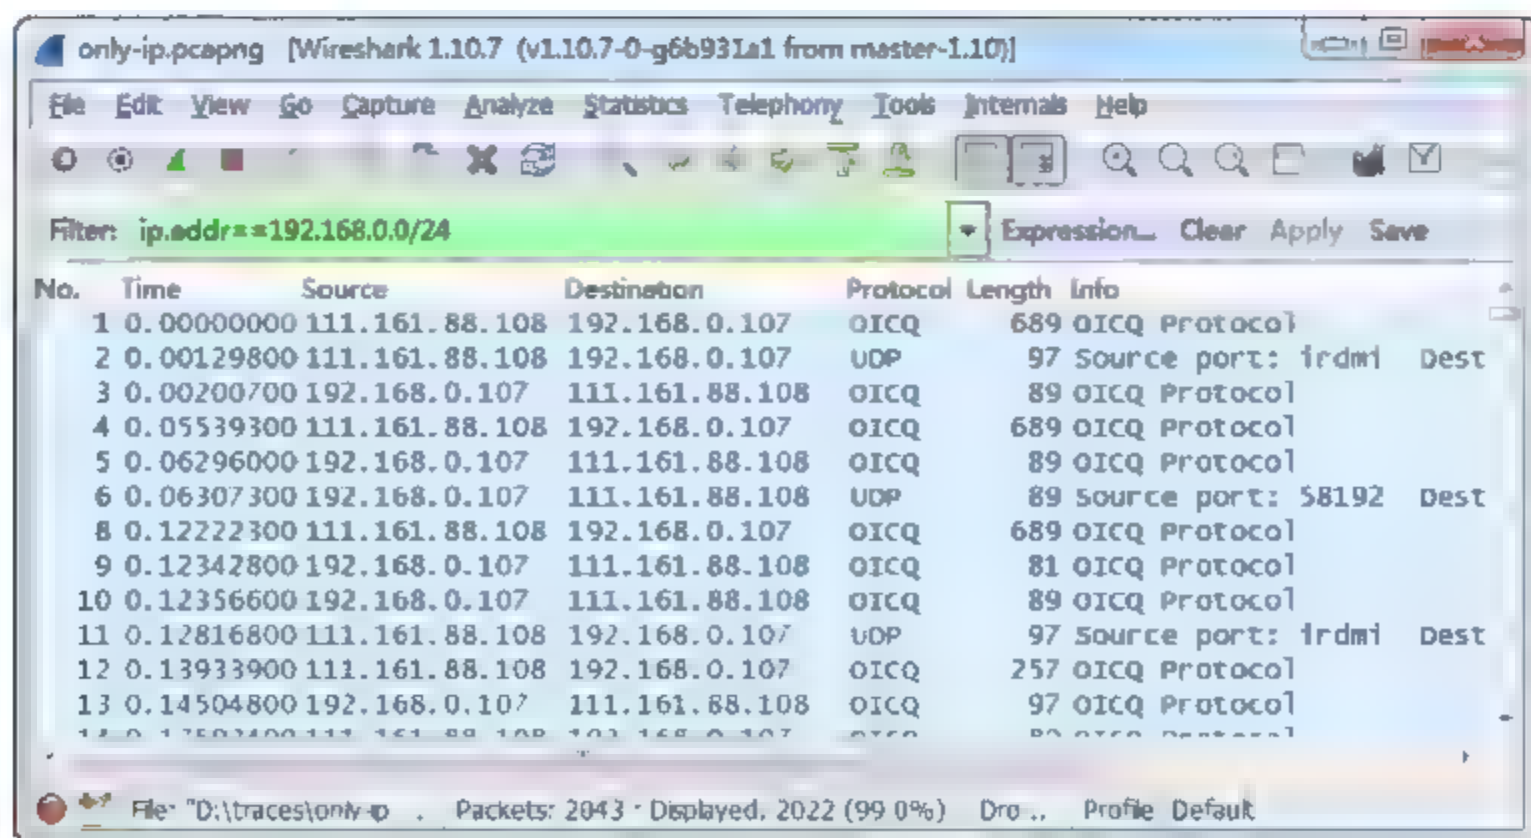 only-ip.pcapng [Wireshark 1.10.7 (v1.10.7-0-g6b931a1 from master-1.10)]
File Edit View Go Capture Analyze Statistics Telephony Tools Internals Help
Filter: ip.addr==192.168.0.0/24 Expression... Clear Apply Save
No. Time Source Destination Protocol Length Info
1 0.00000000 111.161.88.108 192.168.0.107 OICQ 689 OICQ Protocol
2 0.00129800 111.161.88.108 192.168.0.107 UDP 97 Source port: irdmi Dest
3 0.00200700 192.168.0.107 111.161.88.108 OICQ 89 OICQ Protocol
4 0.05539300 111.161.88.108 192.168.0.107 OICQ 689 OICQ Protocol
5 0.06296000 192.168.0.107 111.161.88.108 OICQ 89 OICQ Protocol
6 0.06307300 192.168.0.107 111.161.88.108 UDP 89 Source port: 58192 Dest
8 0.12222300 111.161.88.108 192.168.0.107 OICQ 689 OICQ Protocol
9 0.12342800 192.168.0.107 111.161.88.108 OICQ 81 OICQ Protocol
10 0.12356600 192.168.0.107 111.161.88.108 OICQ 89 OICQ Protocol
11 0.12816800 111.161.88.108 192.168.0.107 UDP 97 Source port: irdmi Dest
12 0.13933900 111.161.88.108 192.168.0.107 OICQ 257 OICQ Protocol
13 0.14504800 192.168.0.107 111.161.88.108 OICQ 97 OICQ Protocol
File: "D:\traces\only-ip... Packets: 2043 · Displayed: 2022 (99.0%) Dro... Profile: Default